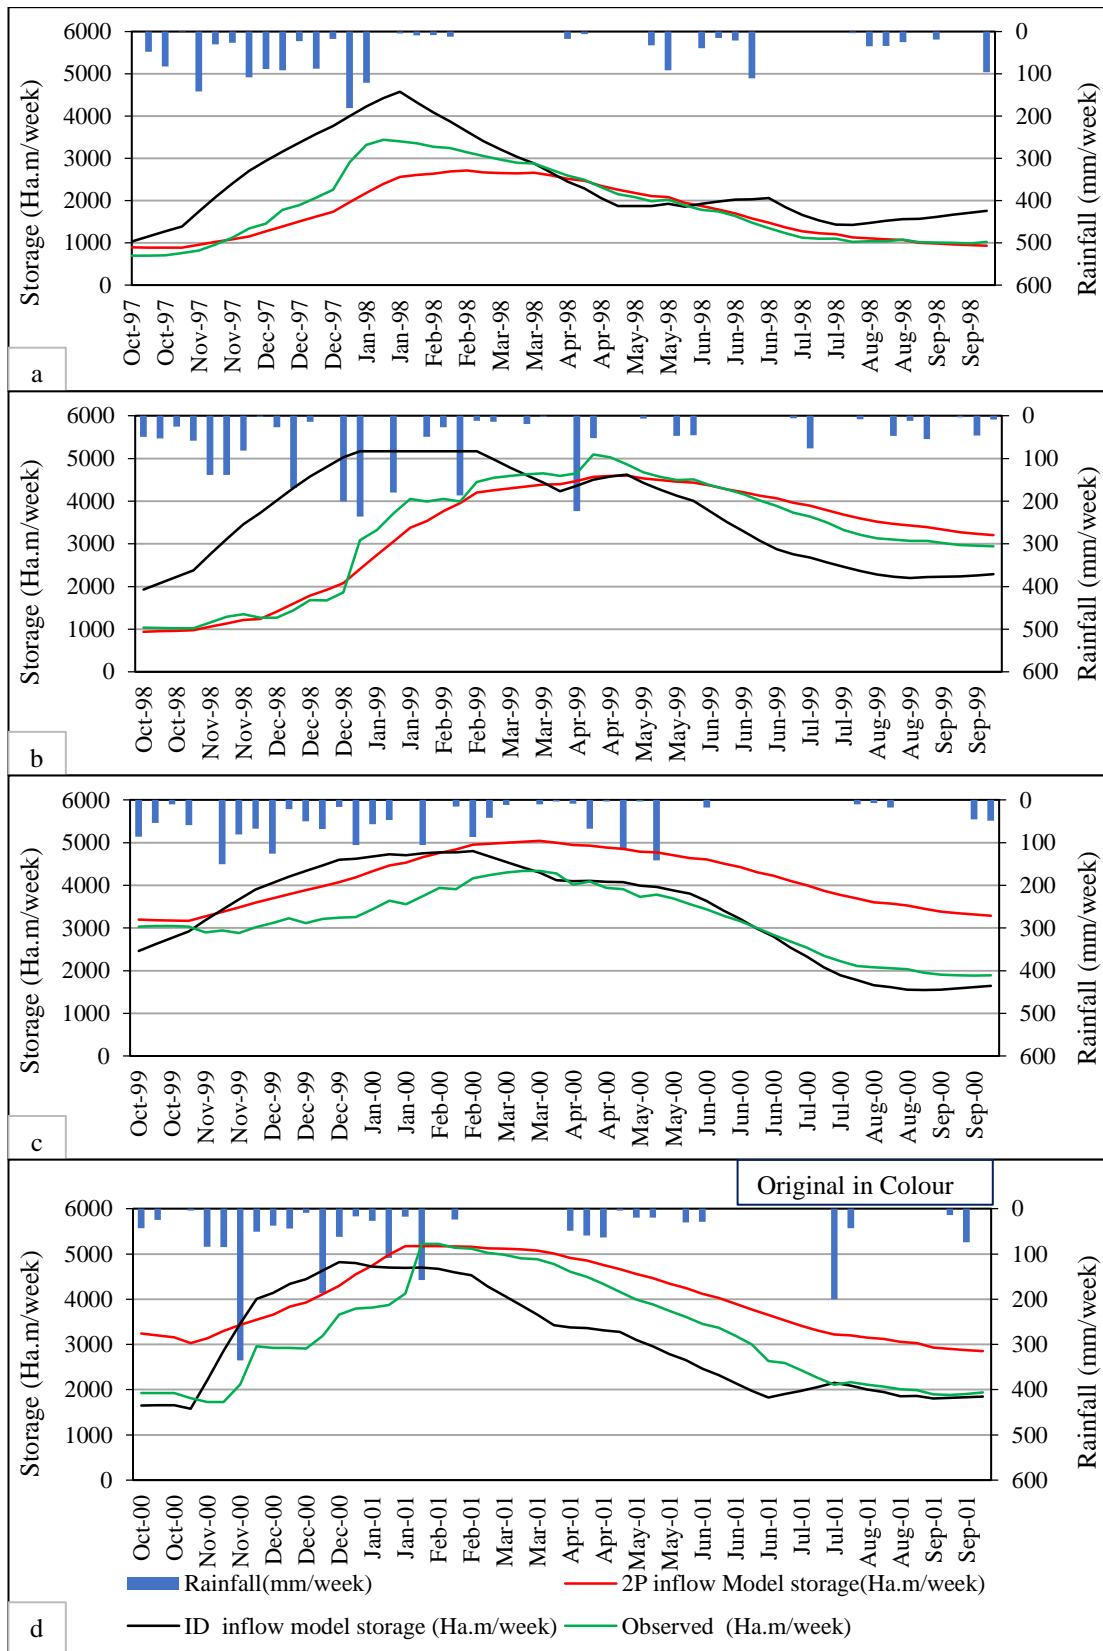 6000 5000 4000 3000 2000 1000 0
Storage (Ha.m/week)
0 100 200 300 400 500 600
Rainfall (mm/week)
Oct-97 Oct-97 Nov-97 Nov-97 Dec-97 Dec-97 Dec-97 Jan-98 Jan-98 Feb-98 Feb-98 Mar-98 Mar-98 Apr-98 Apr-98 May-98 May-98 Jun-98 Jun-98 Jun-98 Jul-98 Jul-98 Aug-98 Aug-98 Sep-98 Sep-98
a
6000 5000 4000 3000 2000 1000 0
Storage (Ha.m/week)
0 100 200 300 400 500 600
Rainfall (mm/week)
Oct-98 Oct-98 Nov-98 Nov-98 Dec-98 Dec-98 Dec-98 Jan-99 Jan-99 Feb-99 Feb-99 Mar-99 Mar-99 Apr-99 Apr-99 May-99 May-99 Jun-99 Jun-99 Jun-99 Jul-99 Jul-99 Aug-99 Aug-99 Sep-99 Sep-99
b
6000 5000 4000 3000 2000 1000 0
Storage (Ha.m/week)
0 100 200 300 400 500 600
Rainfall (mm/week)
Oct-99 Oct-99 Nov-99 Nov-99 Dec-99 Dec-99 Dec-99 Jan-00 Jan-00 Feb-00 Feb-00 Mar-00 Mar-00 Apr-00 Apr-00 May-00 May-00 Jun-00 Jun-00 Jun-00 Jul-00 Jul-00 Aug-00 Aug-00 Sep-00 Sep-00
c
Original in Colour
6000 5000 4000 3000 2000 1000 0
Storage (Ha.m/week)
0 100 200 300 400 500 600
Rainfall (mm/week)
Oct-00 Oct-00 Nov-00 Nov-00 Dec-00 Dec-00 Dec-00 Jan-01 Jan-01 Feb-01 Feb-01 Mar-01 Mar-01 Apr-01 Apr-01 May-01 May-01 Jun-01 Jun-01 Jun-01 Jul-01 Jul-01 Aug-01 Aug-01 Sep-01 Sep-01
Rainfall(mm/week) 2P inflow Model storage(Ha.m/week)
ID inflow model storage (Ha.m/week) Observed (Ha.m/week)
d